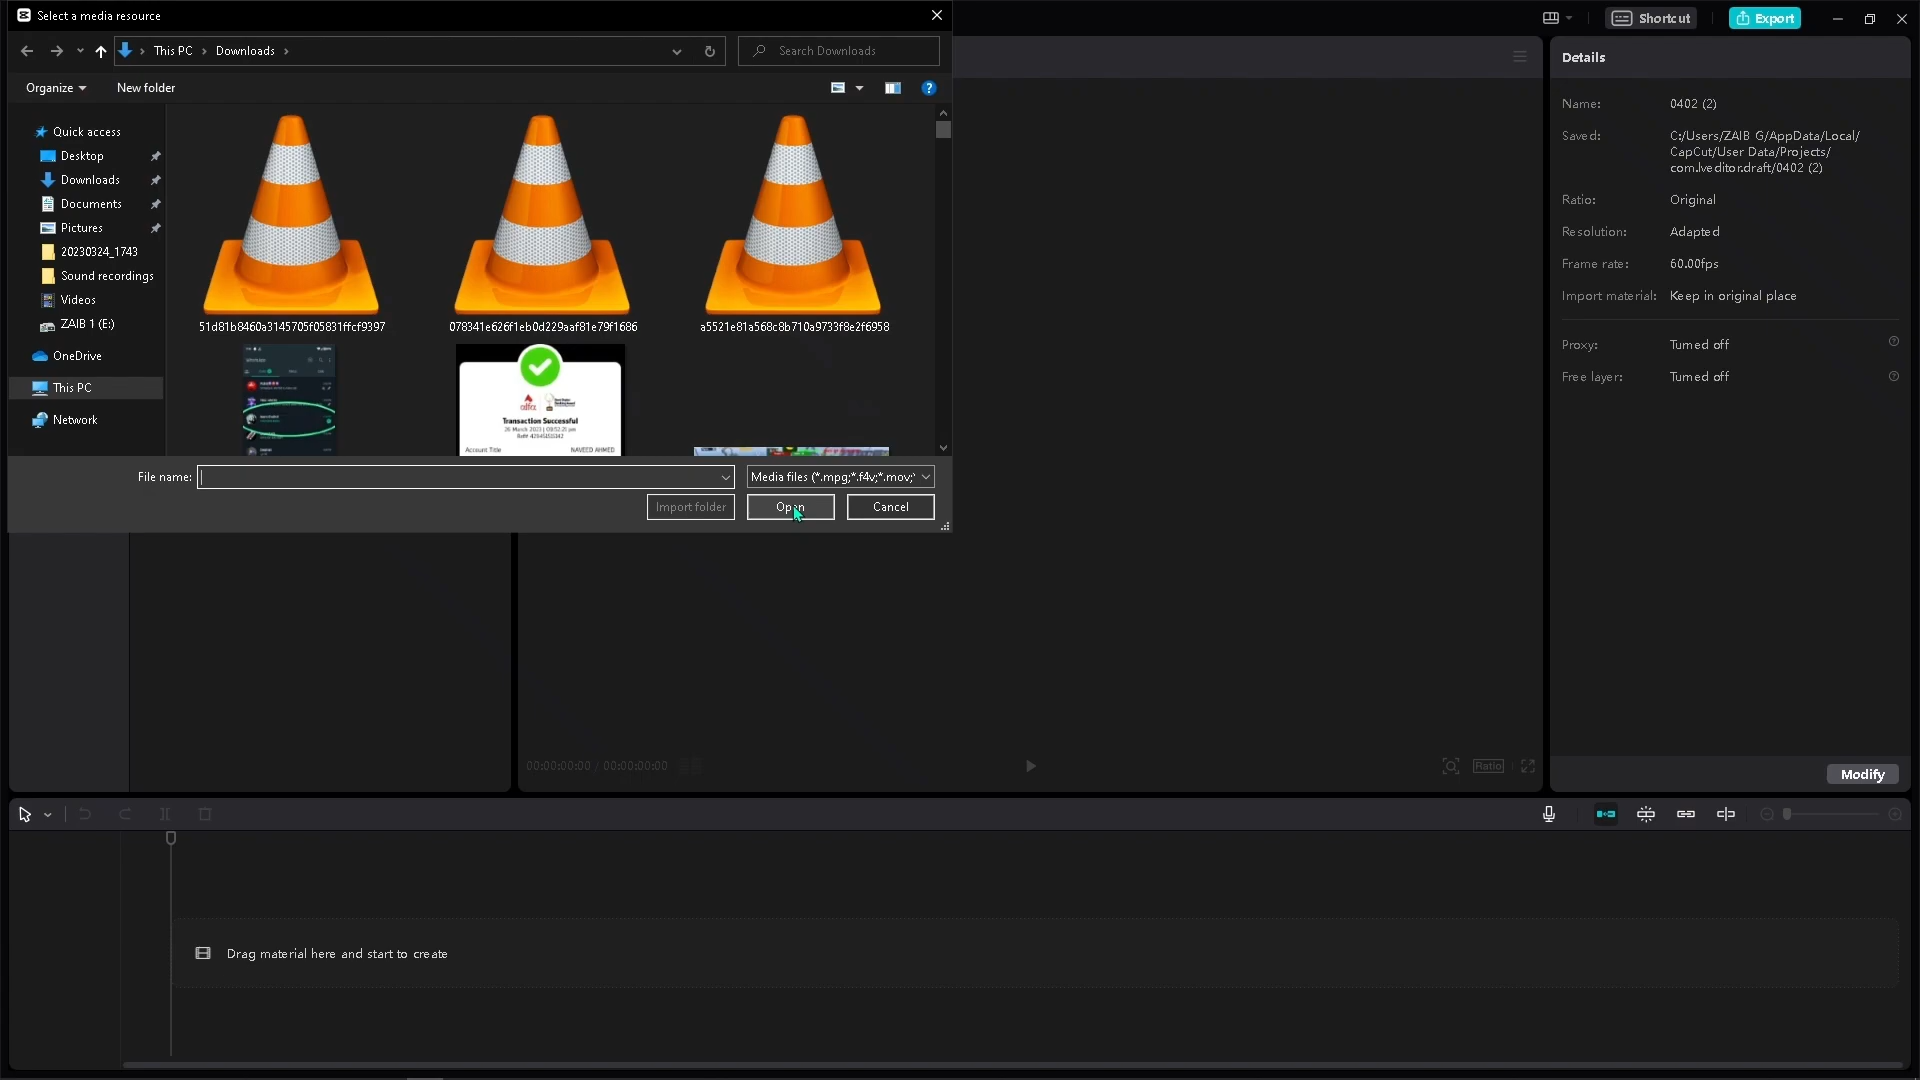 Select a media resource
Shortcut
Export
This PC
Downloads
Search Downloads
Details
Organize
New folder
Name: 0402 (2)
Saved: C:/Users/ZAIB G/AppData/Local/
CapCut/User Data/Projects/
com.lveditor.draft/0402 (2)
Ratio: Original
Resolution: Adapted
Frame rate: 60.00fps
Import material: Keep in original place
Proxy: Turned off
Free layer: Turned off
Quick access
Desktop
Downloads
Documents
Pictures
20230324_1743
Sound recordings
Videos
ZAIB 1 (E:)
OneDrive
This PC
Network
51d81b8460a3145705f05831ffcf9397
078341e626f1eb0d229aaf81e79f1686
a5521e81a568c8b710a9733f8e2f6958
alfa
Transaction Successful
Account Title NAVEED AHMED
File name:
Media files (*.mpg;*.f4v;*.mov;*
Import folder
Open
Cancel
00:00:00:00 / 00:00:00:00
Ratio
Modify
Drag material here and start to create